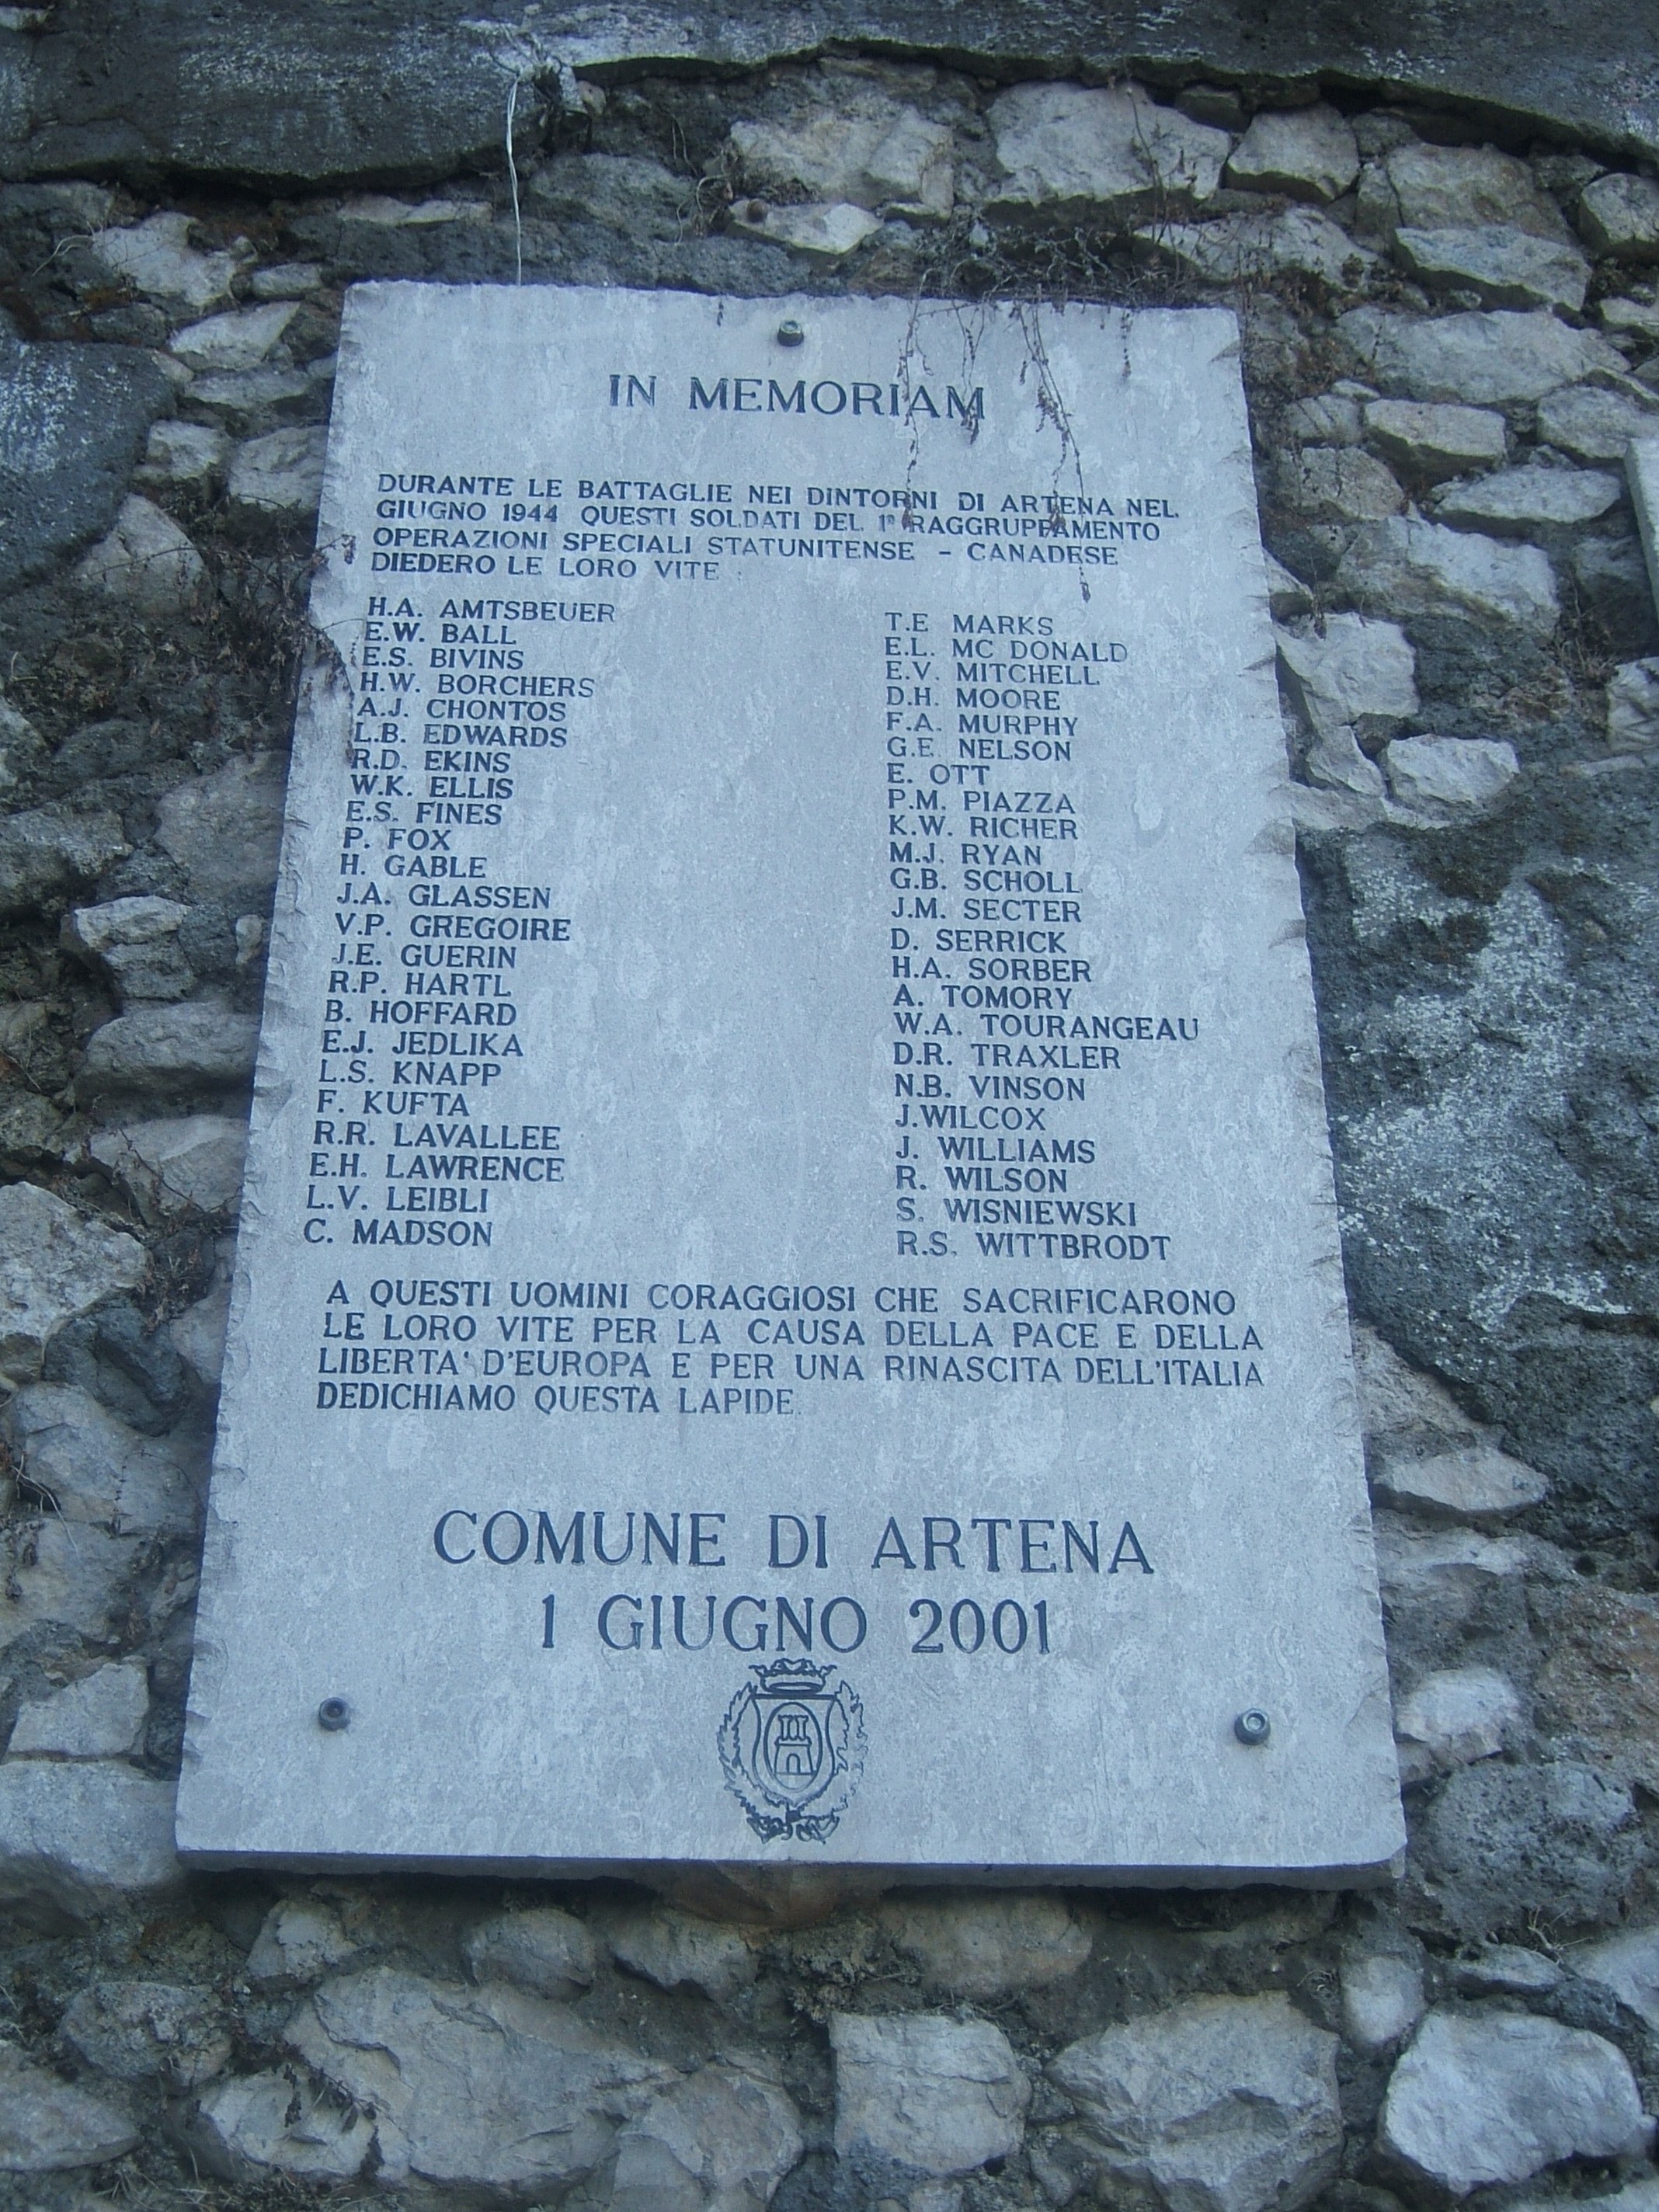 IN MEMORIAM
DURANTE LE BATTAGLIE NEI DINTORNI DI ARTENA NEL
GIUGNO 1944 QUESTI SOLDATI DEL 1° RAGGRUPPAMENTO
OPERAZIONI SPECIALI STATUNITENSE - CANADESE
DIEDERO LE LORO VITE :
H.A. AMTSBEUER
E.W. BALL
E.S. BIVINS
H.W. BORCHERS
A.J. CHONTOS
L.B. EDWARDS
R.D. EKINS
W.K. ELLIS
E.S. FINES
P. FOX
H. GABLE
J.A. GLASSEN
V.P. GREGOIRE
J.E. GUERIN
R.P. HARTL
B. HOFFARD
E.J. JEDLIKA
L.S. KNAPP
F. KUFTA
R.R. LAVALLEE
E.H. LAWRENCE
L.V. LEIBLI
C. MADSON
T.E MARKS
E.L. MC DONALD
E.V. MITCHELL
D.H. MOORE
F.A. MURPHY
G.E. NELSON
E. OTT
P.M. PIAZZA
K.W. RICHER
M.J. RYAN
G.B. SCHOLL
J.M. SECTER
D. SERRICK
H.A. SORBER
A. TOMORY
W.A. TOURANGEAU
D.R. TRAXLER
N.B. VINSON
J.WILCOX
J. WILLIAMS
R. WILSON
S. WISNIEWSKI
R.S. WITTBRODT
A QUESTI UOMINI CORAGGIOSI CHE SACRIFICARONO
LE LORO VITE PER LA CAUSA DELLA PACE E DELLA
LIBERTA' D'EUROPA E PER UNA RINASCITA DELL'ITALIA
DEDICHIAMO QUESTA LAPIDE.
COMUNE DI ARTENA
1 GIUGNO 2001